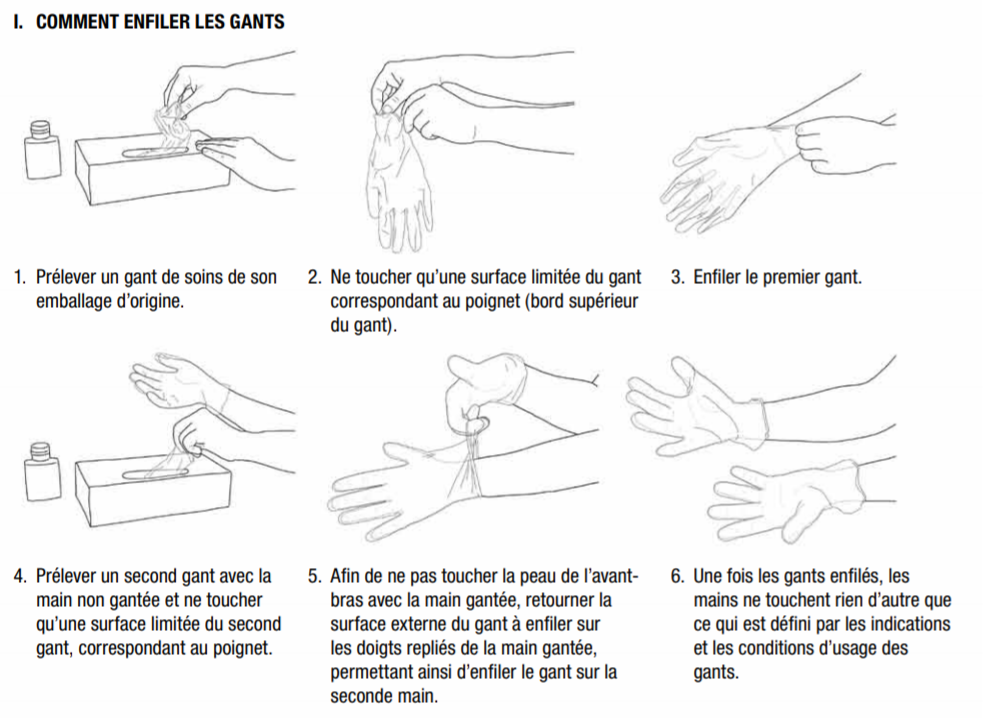 I. COMMENT ENFILER LES GANTS
1. Prélever un gant de soins de son
emballage d'origine.
2. Ne toucher qu'une surface limitée du gant
correspondant au poignet (bord supérieur
du gant).
3. Enfiler le premier gant.
4. Prélever un second gant avec la
main non gantée et ne toucher
qu'une surface limitée du second
gant, correspondant au poignet.
5. Afin de ne pas toucher la peau de l'avant-
bras avec la main gantée, retourner la
surface externe du gant à enfiler sur
les doigts repliés de la main gantée,
permettant ainsi d'enfiler le gant sur la
seconde main.
6. Une fois les gants enfilés, les
mains ne touchent rien d'autre que
ce qui est défini par les indications
et les conditions d'usage des
gants.